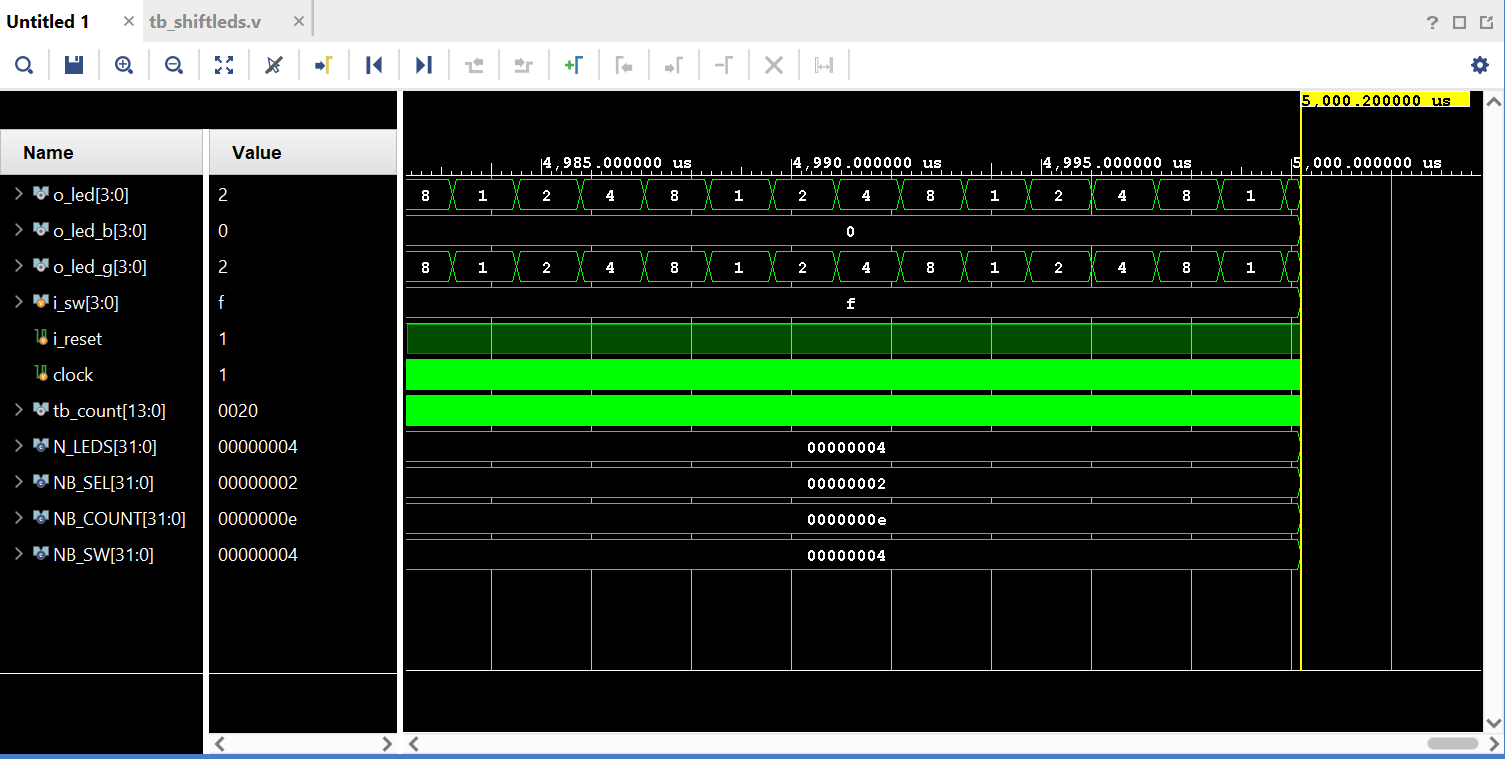 Untitled 1 × tb_shiftleds.v ×
?
5,000.200000 us
Name Value
4,985.000000 us 4,990.000000 us 4,995.000000 us 5,000.000000 us
o_led[3:0] 2 8 1 2 4 8 1 2 4 8 1 2 4 8 1
o_led_b[3:0] 0 0
o_led_g[3:0] 2 8 1 2 4 8 1 2 4 8 1 2 4 8 1
i_sw[3:0] f f
i_reset 1
clock 1
tb_count[13:0] 0020
N_LEDS[31:0] 00000004 00000004
NB_SEL[31:0] 00000002 00000002
NB_COUNT[31:0] 0000000e 0000000e
NB_SW[31:0] 00000004 00000004